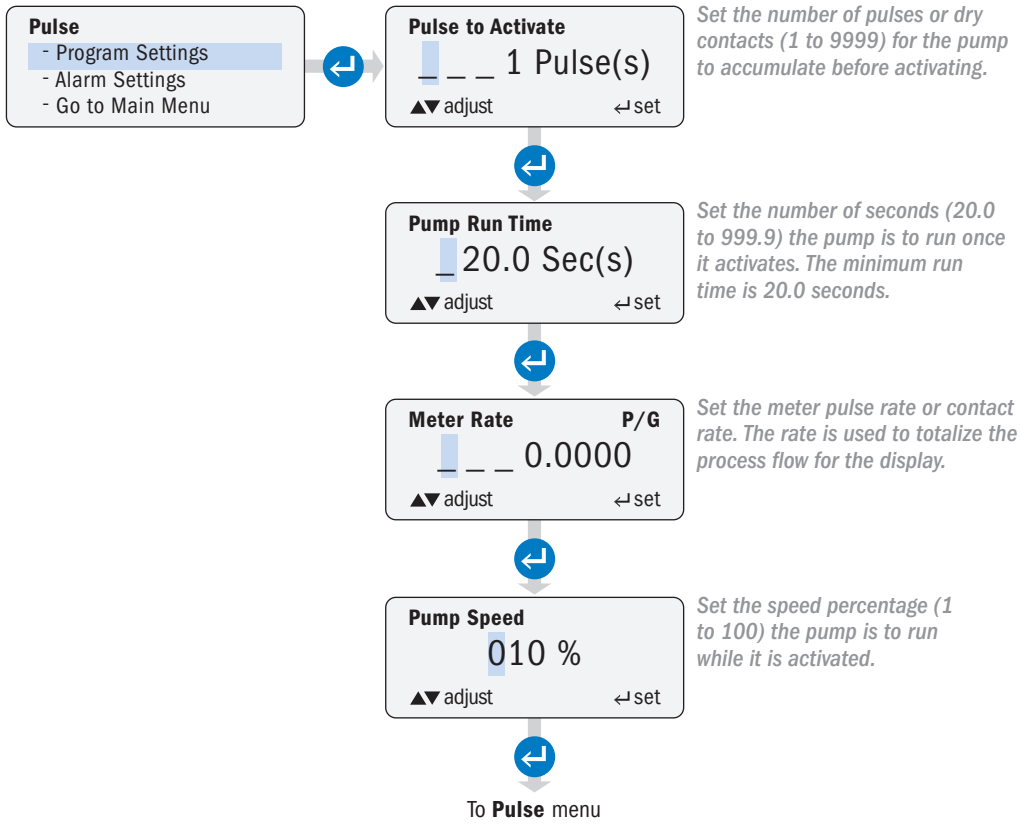 Pulse
- Program Settings
- Alarm Settings
- Go to Main Menu
Pulse to Activate
_ _ _ 1 Pulse(s)
▲▼ adjust ↵ set
Set the number of pulses or dry
contacts (1 to 9999) for the pump
to accumulate before activating.
Pump Run Time
_ 20.0 Sec(s)
▲▼ adjust ↵ set
Set the number of seconds (20.0
to 999.9) the pump is to run once
it activates. The minimum run
time is 20.0 seconds.
Meter Rate P/G
_ _ _ 0.0000
▲▼ adjust ↵ set
Set the meter pulse rate or contact
rate. The rate is used to totalize the
process flow for the display.
Pump Speed
010 %
▲▼ adjust ↵ set
Set the speed percentage (1
to 100) the pump is to run
while it is activated.
To Pulse menu